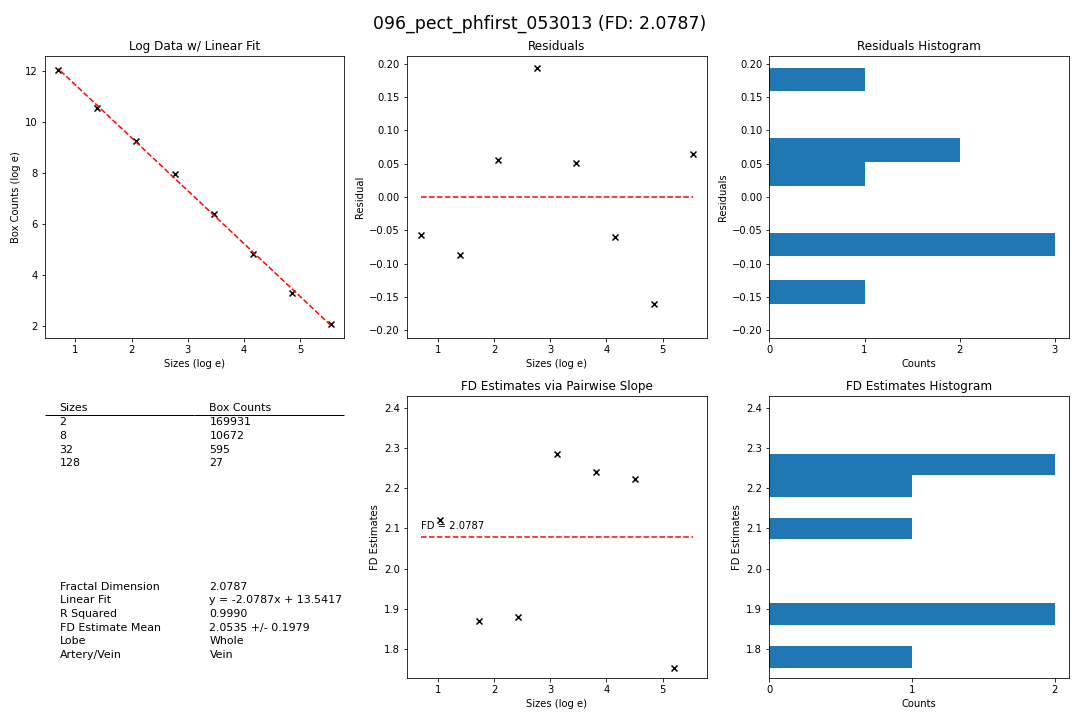 096_pect_phfirst_053013 (FD: 2.0787)
Log Data w/ Linear Fit
Box Counts (log e)
12
10
8
6
4
2
1 2 3 4 5
Sizes (log e)
Residuals
Residual
0.20
0.15
0.10
0.05
0.00
−0.05
−0.10
−0.15
−0.20
1 2 3 4 5
Sizes (log e)
Residuals Histogram
Residuals
0.20
0.15
0.10
0.05
0.00
−0.05
−0.10
−0.15
−0.20
0 1 2 3
Counts
Sizes Box Counts
2 169931
8 10672
32 595
128 27
Fractal Dimension 2.0787
Linear Fit y = -2.0787x + 13.5417
R Squared 0.9990
FD Estimate Mean 2.0535 +/- 0.1979
Lobe Whole
Artery/Vein Vein
FD Estimates via Pairwise Slope
FD Estimates
2.4
2.3
2.2
2.1
2.0
1.9
1.8
FD = 2.0787
1 2 3 4 5
Sizes (log e)
FD Estimates Histogram
FD Estimates
2.4
2.3
2.2
2.1
2.0
1.9
1.8
0 1 2
Counts